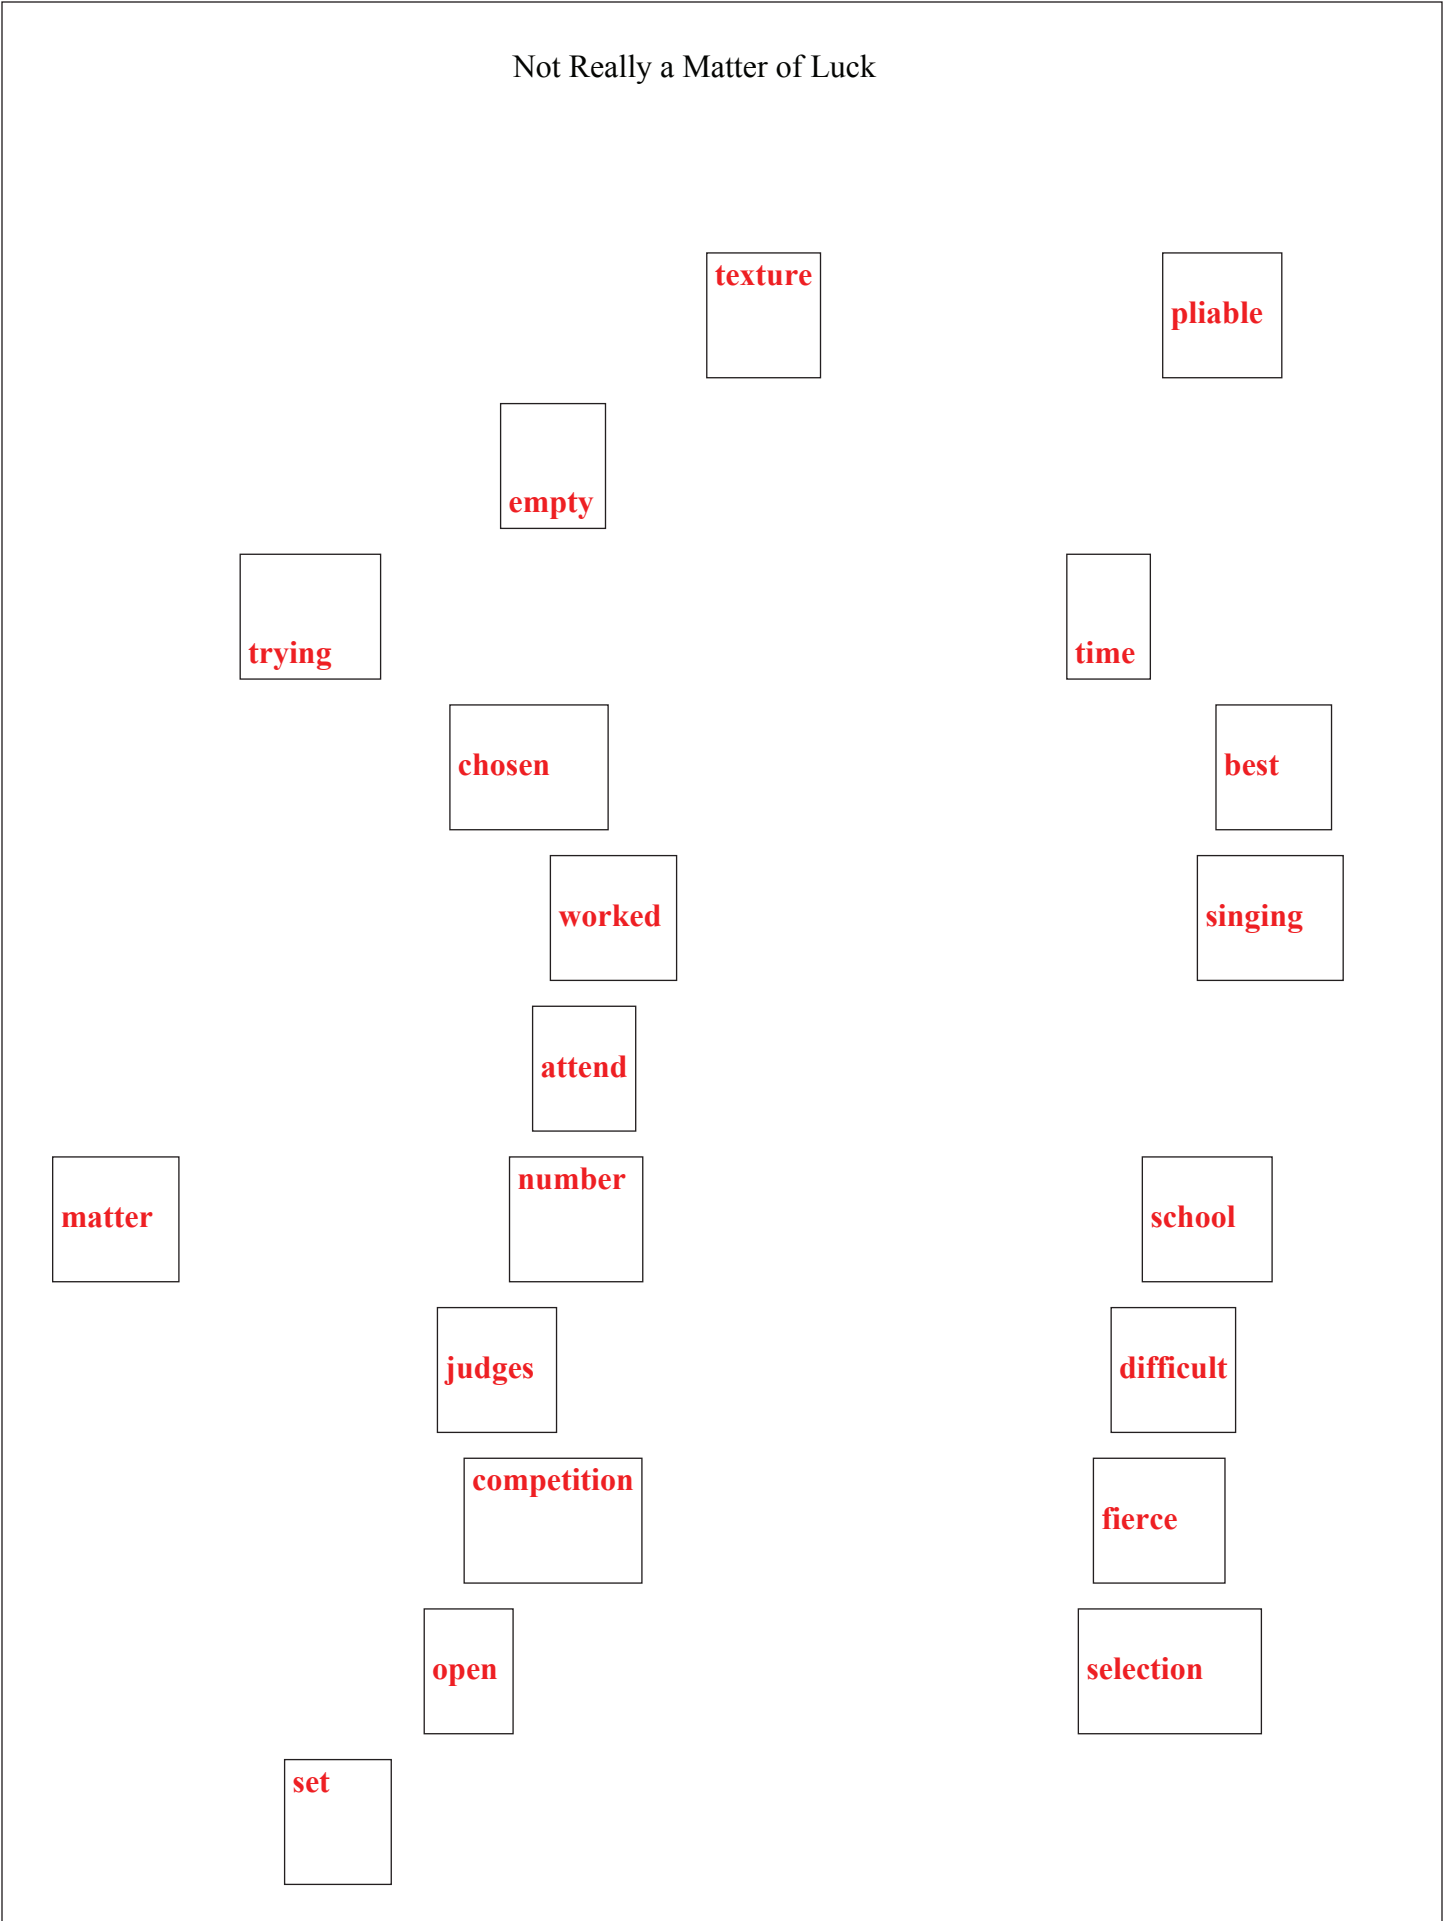 Not Really a Matter of Luck
texture
pliable
empty
trying
time
chosen
best
worked
singing
attend
matter
number
school
judges
difficult
competition
fierce
open
selection
set